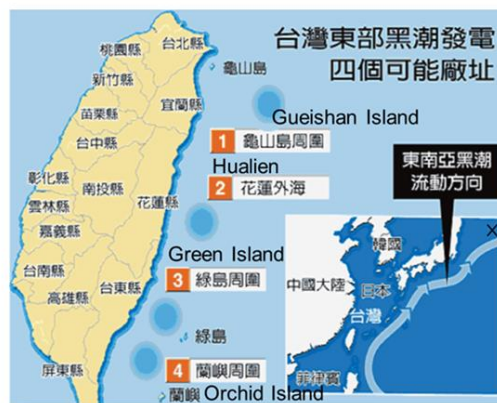 台灣東部黑潮發電
四個可能廠址
台北縣
桃園縣
龜山島
新竹縣
宜蘭縣
Gueishan Island
苗栗縣
1 龜山島周圍
台中縣
Hualien
東南亞黑潮
流動方向
彰化縣
南投縣
花蓮縣
2 花蓮外海
雲林縣
嘉義縣
Green Island
韓國
台南縣
台東縣
3 綠島周圍
中國大陸
日本
高雄縣
台灣
綠島
屏東縣
4 蘭嶼周圍
菲律賓
蘭嶼 Orchid Island